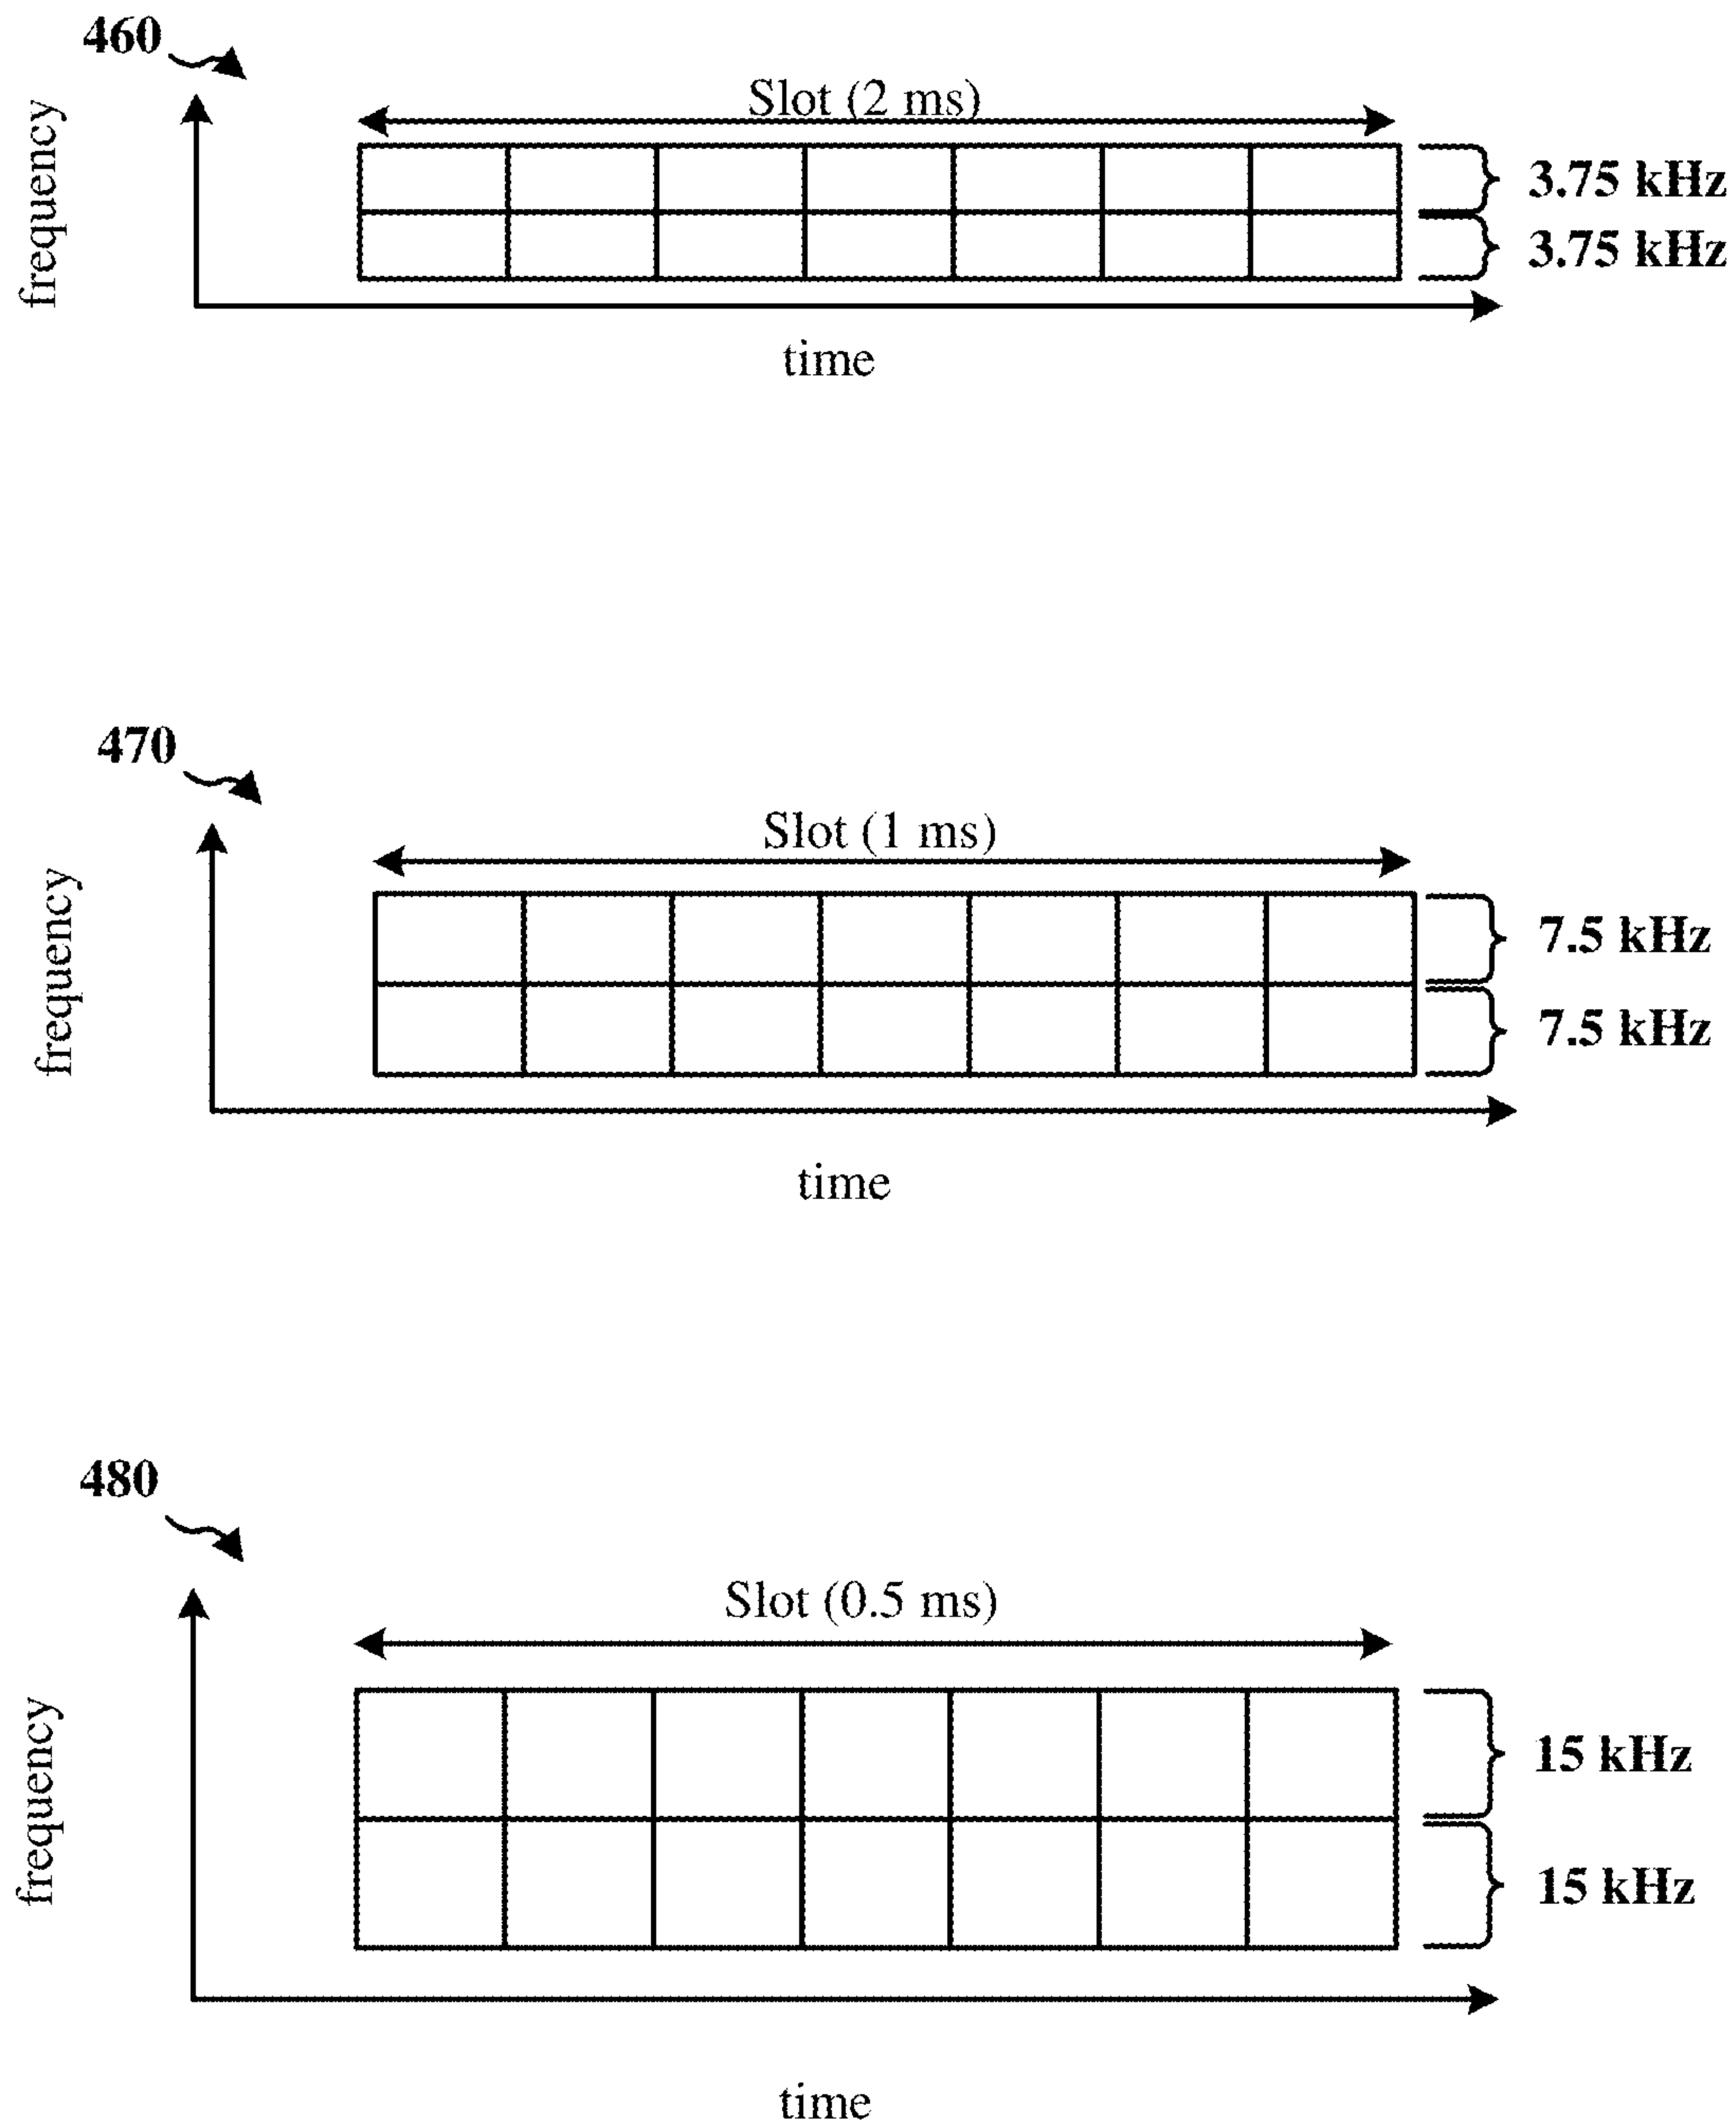 460
Slot (2 ms)
frequency
3.75 kHz
3.75 kHz
time
470
Slot (1 ms)
frequency
7.5 kHz
7.5 kHz
time
480
Slot (0.5 ms)
frequency
15 kHz
15 kHz
time